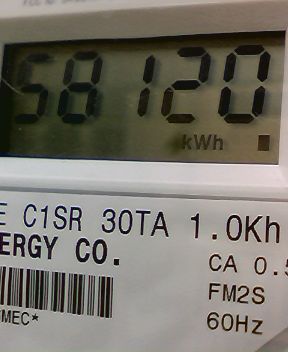 58120
kWh
E C1SR 30TA 1.0Kh
ERGY CO.
CA 0.5
FM2S
MEC*
60Hz